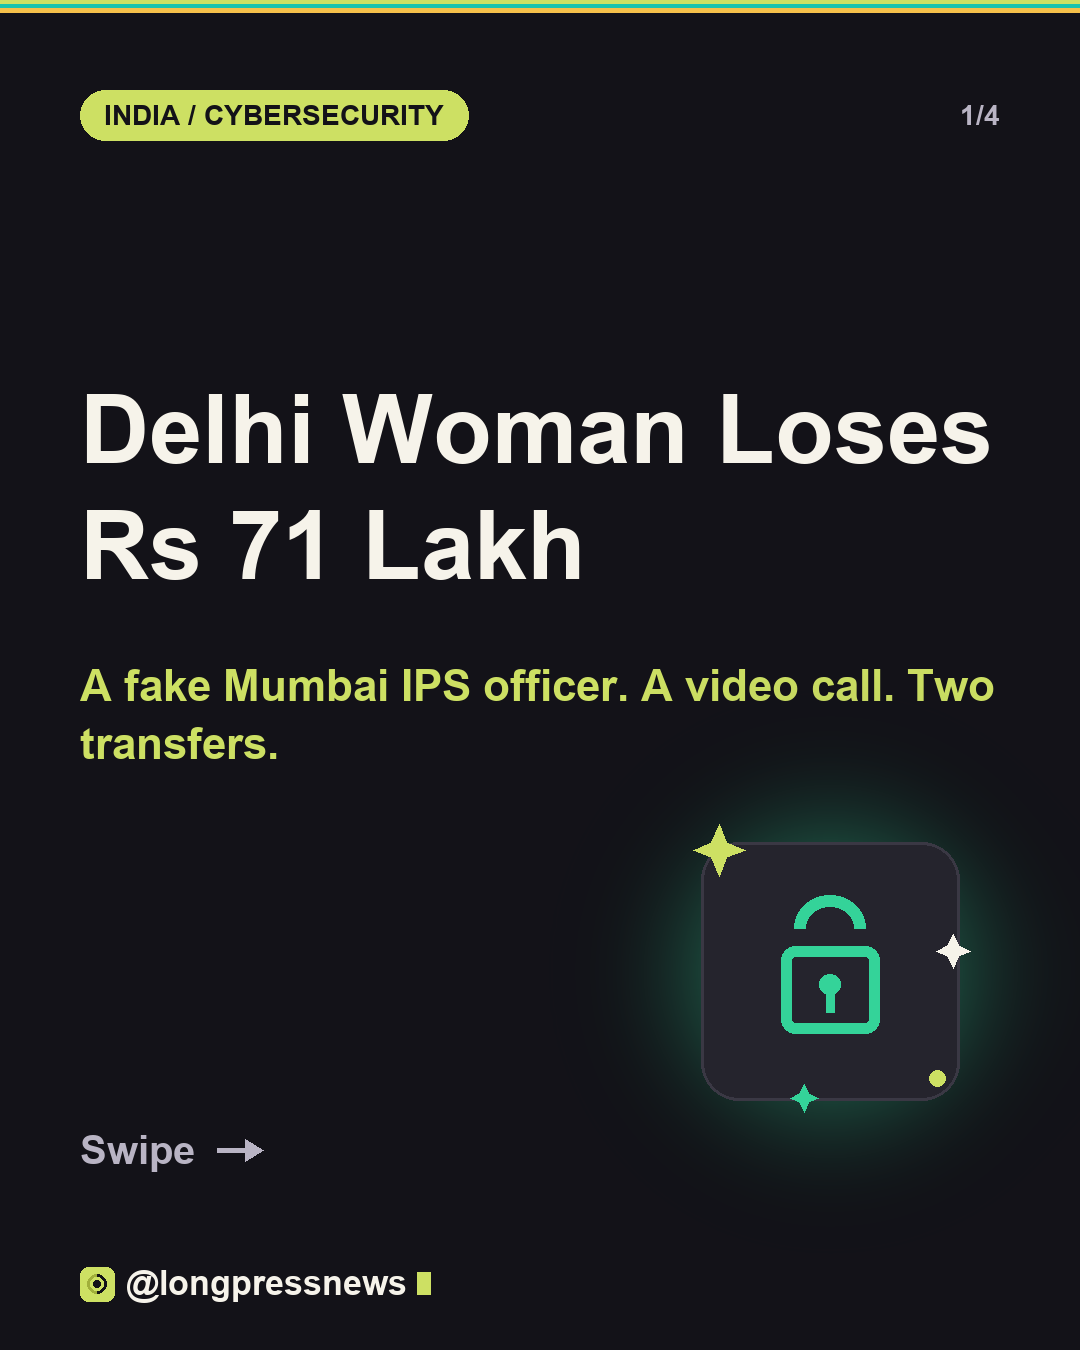 INDIA / CYBERSECURITY
1/4
Delhi Woman Loses
Rs 71 Lakh
A fake Mumbai IPS officer. A video call. Two
transfers.
Swipe →
@longpressnews